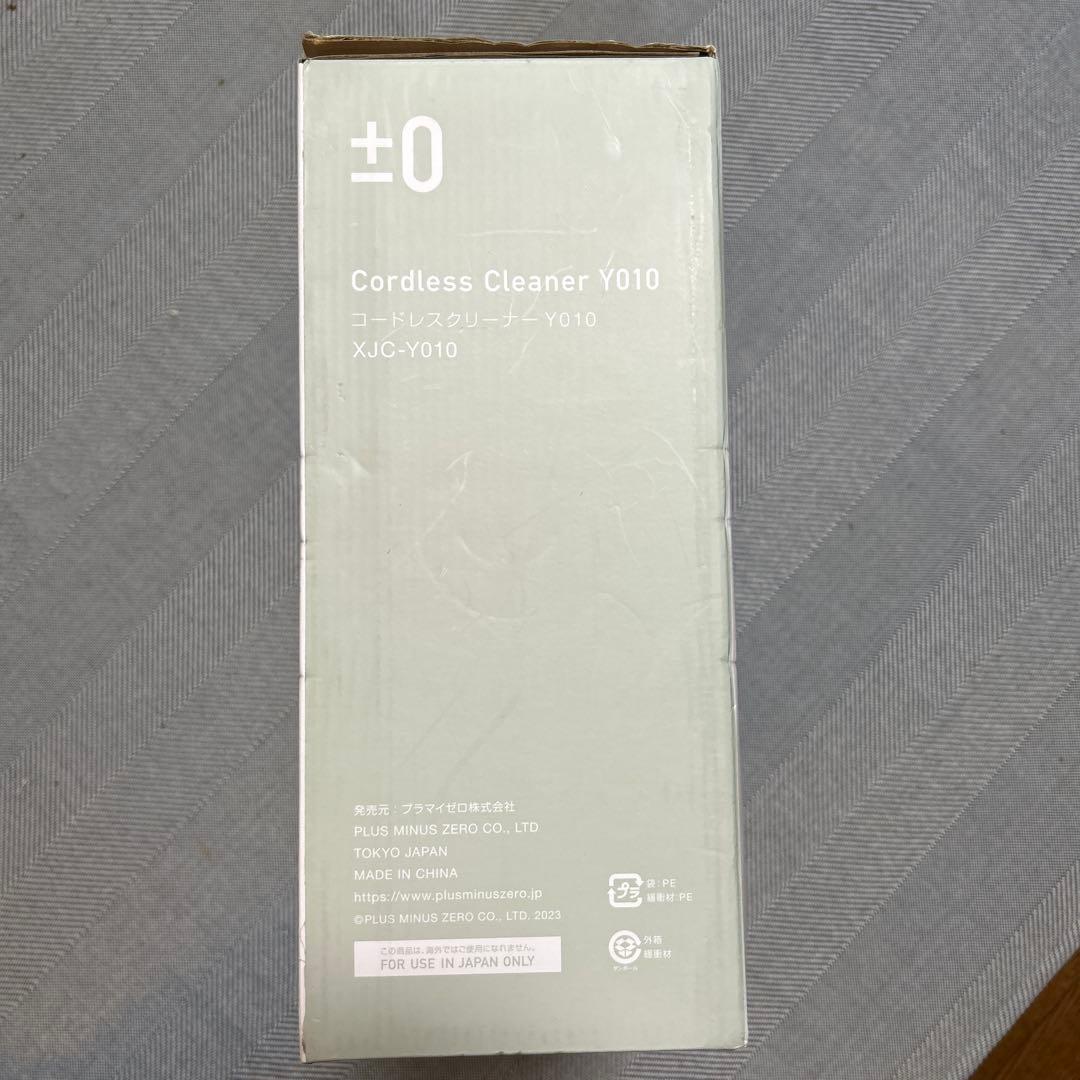 ±0
Cordless Cleaner Y010
コードレスクリーナー Y010
XJC-Y010
発売元：プラマイゼロ株式会社
PLUS MINUS ZERO CO., LTD
TOKYO JAPAN
MADE IN CHINA
https://www.plusminuszero.jp
©PLUS MINUS ZERO CO., LTD. 2023
この商品は、海外ではご使用になれません。
FOR USE IN JAPAN ONLY
プラ
袋：PE
緩衝材：PE
外箱
緩衝材
ダンボール